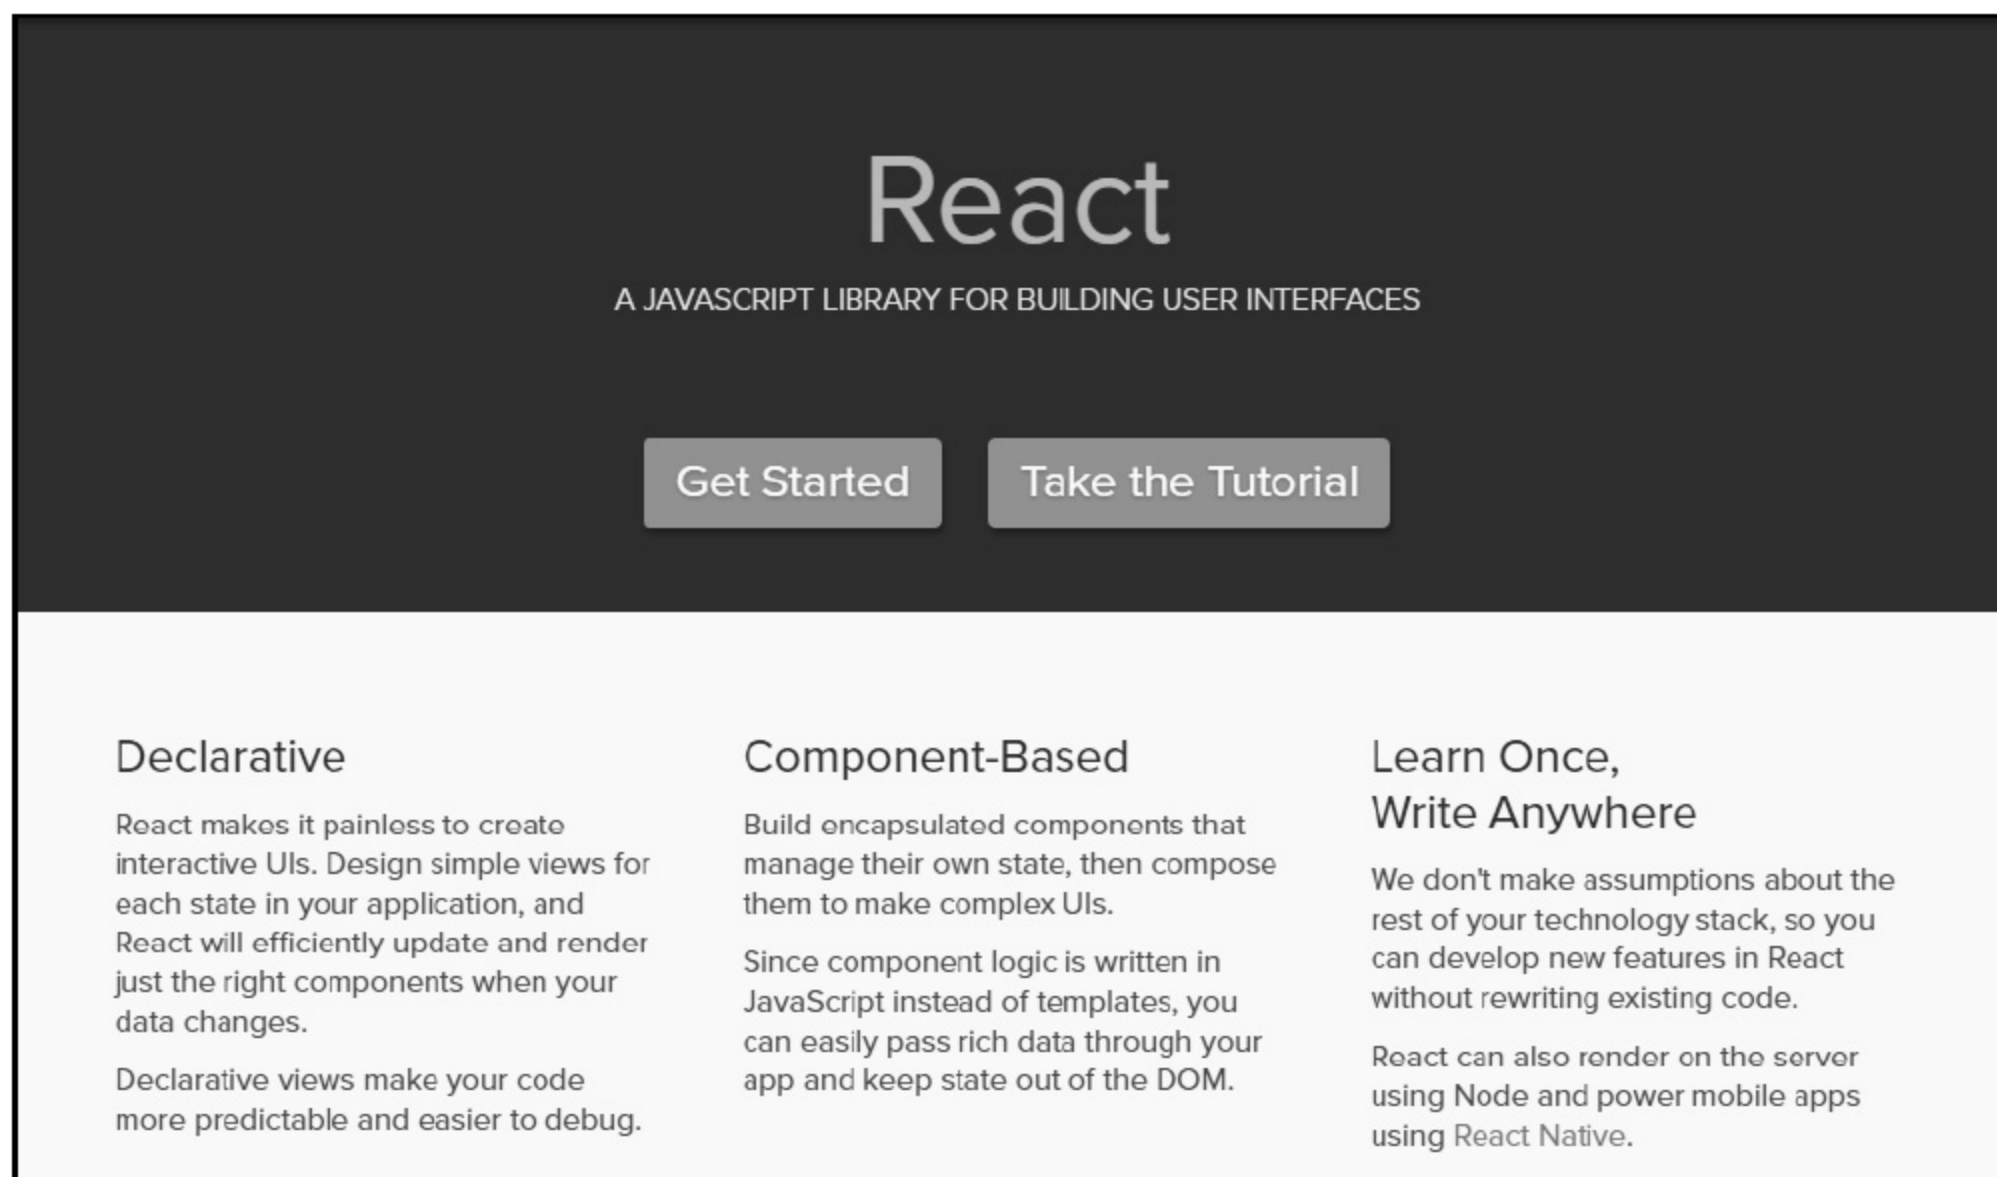 React
A JAVASCRIPT LIBRARY FOR BUILDING USER INTERFACES
Get Started
Take the Tutorial
Declarative
React makes it painless to create
interactive UIs. Design simple views for
each state in your application, and
React will efficiently update and render
just the right components when your
data changes.
Declarative views make your code
more predictable and easier to debug.
Component-Based
Build encapsulated components that
manage their own state, then compose
them to make complex UIs.
Since component logic is written in
JavaScript instead of templates, you
can easily pass rich data through your
app and keep state out of the DOM.
Learn Once,
Write Anywhere
We don't make assumptions about the
rest of your technology stack, so you
can develop new features in React
without rewriting existing code.
React can also render on the server
using Node and power mobile apps
using React Native.